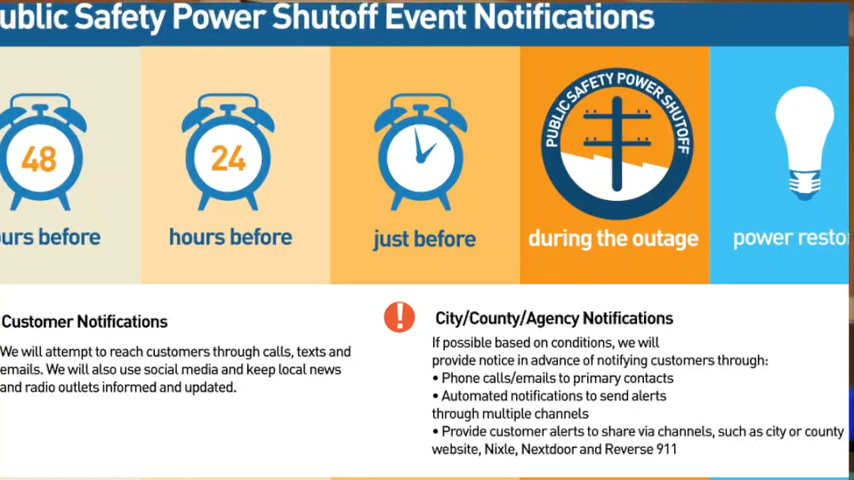 ublic Safety Power Shutoff Event Notifications
48
24
PUBLIC SAFETY POWER SHUTOFF
ours before
hours before
just before
during the outage
power resto
Customer Notifications
We will attempt to reach customers through calls, texts and
emails. We will also use social media and keep local news
and radio outlets informed and updated.
!
City/County/Agency Notifications
If possible based on conditions, we will
provide notice in advance of notifying customers through:
• Phone calls/emails to primary contacts
• Automated notifications to send alerts
through multiple channels
• Provide customer alerts to share via channels, such as city or county
website, Nixle, Nextdoor and Reverse 911